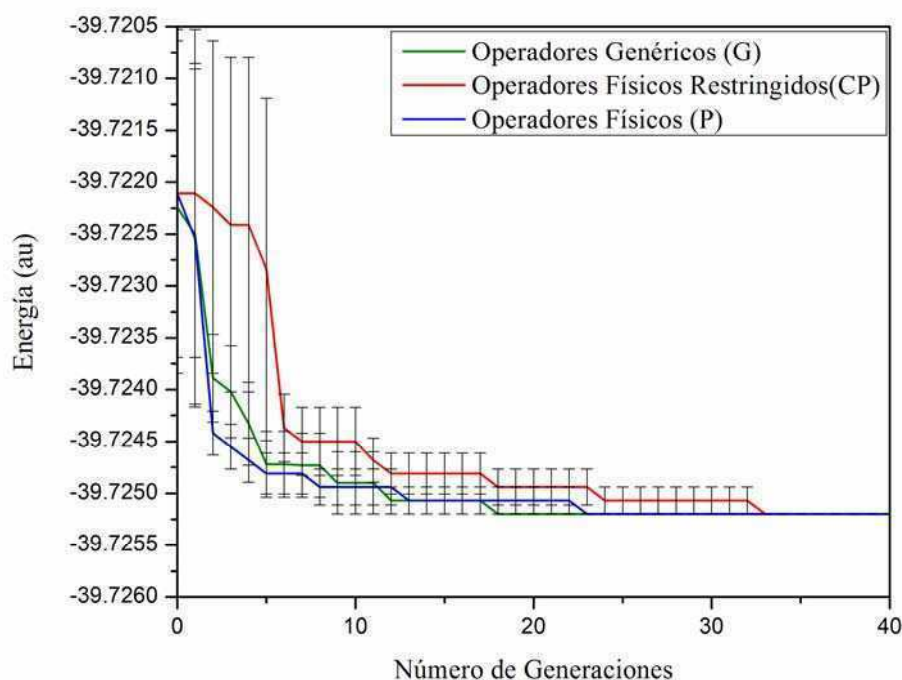 -39.7205
-39.7210
-39.7215
-39.7220
-39.7225
-39.7230
-39.7235
-39.7240
-39.7245
-39.7250
-39.7255
-39.7260
Energía (au)
Operadores Genéricos (G)
Operadores Físicos Restringidos(CP)
Operadores Físicos (P)
0 10 20 30 40
Número de Generaciones